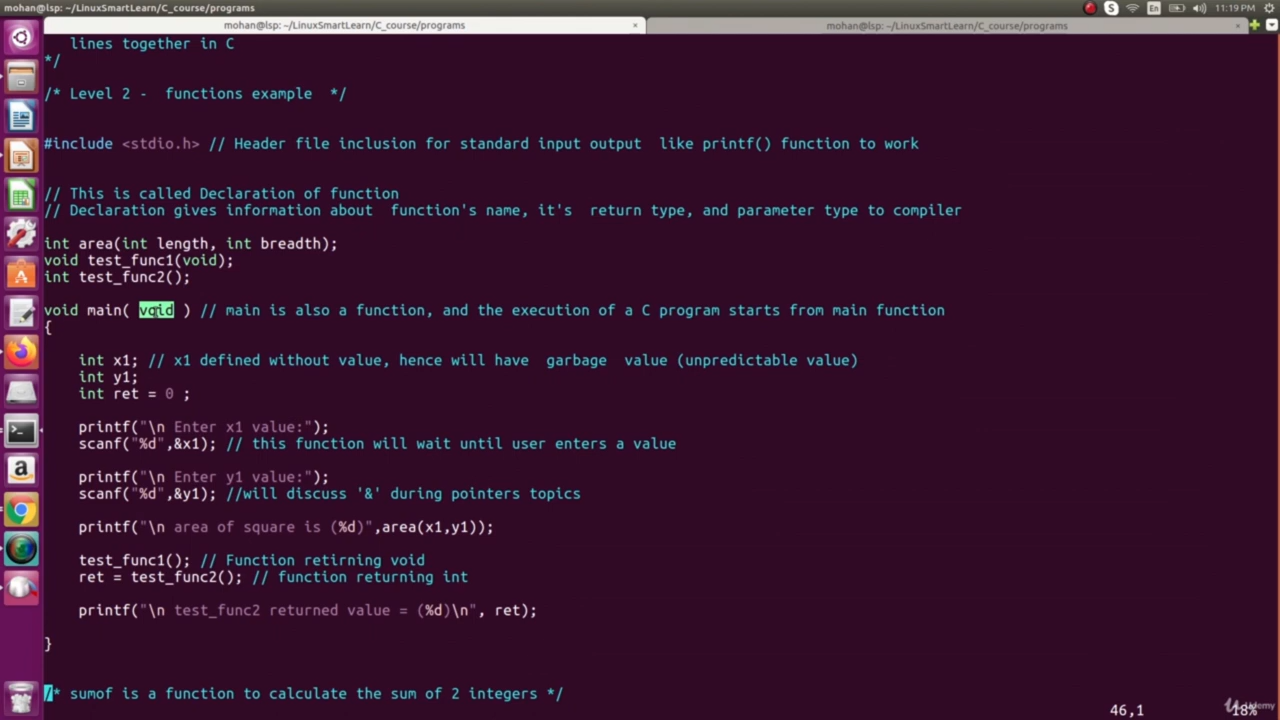 mohan@lsp: ~/LinuxSmartLearn/C_course/programs
En
11:19 PM
mohan@lsp: ~/LinuxSmartLearn/C_course/programs
mohan@lsp: ~/LinuxSmartLearn/C_course/programs
lines together in C
*/
/* Level 2 -  functions example  */
#include <stdio.h> // Header file inclusion for standard input output  like printf() function to work
// This is called Declaration of function
// Declaration gives information about  function's name, it's  return type, and parameter type to compiler
int area(int length, int breadth);
void test_func1(void);
int test_func2();
void main( void ) // main is also a function, and the execution of a C program starts from main function
{
    int x1; // x1 defined without value, hence will have  garbage  value (unpredictable value)
    int y1;
    int ret = 0 ;
    printf("\n Enter x1 value:");
    scanf("%d",&x1); // this function will wait until user enters a value
    printf("\n Enter y1 value:");
    scanf("%d",&y1); //will discuss '&' during pointers topics
    printf("\n area of square is (%d)",area(x1,y1));
    test_func1(); // Function retirning void
    ret = test_func2(); // function returning int
    printf("\n test_func2 returned value = (%d)\n", ret);
}
/* sumof is a function to calculate the sum of 2 integers */
46,1
18%
Udemy